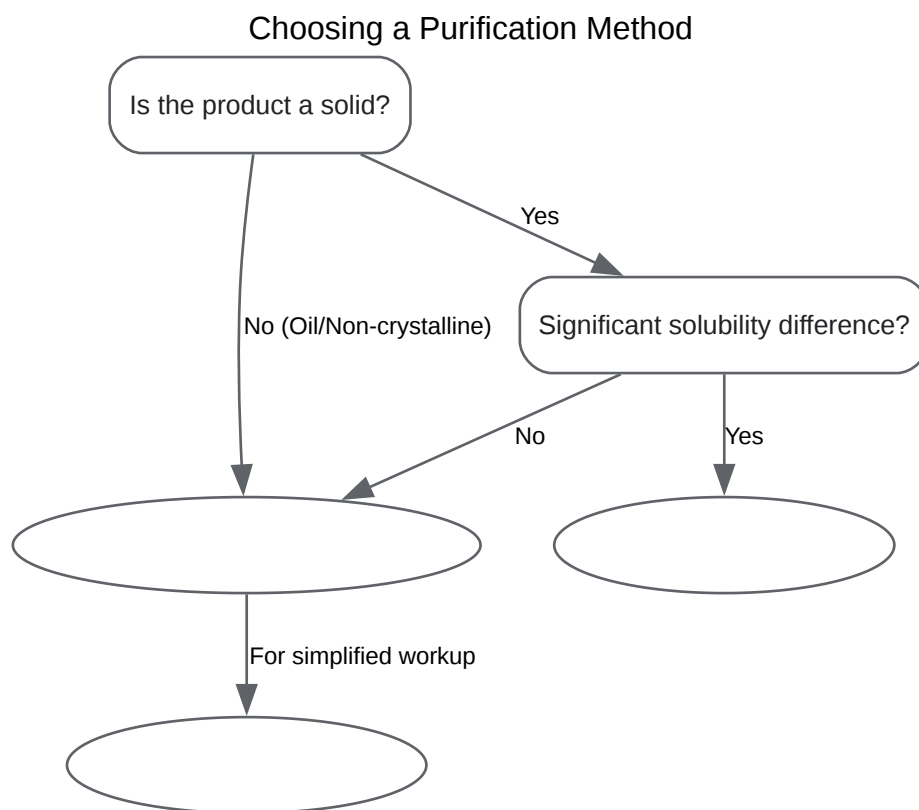 Choosing a Purification Method
Is the product a solid?
Yes
No (Oil/Non-crystalline)
Significant solubility difference?
No
Yes
For simplified workup